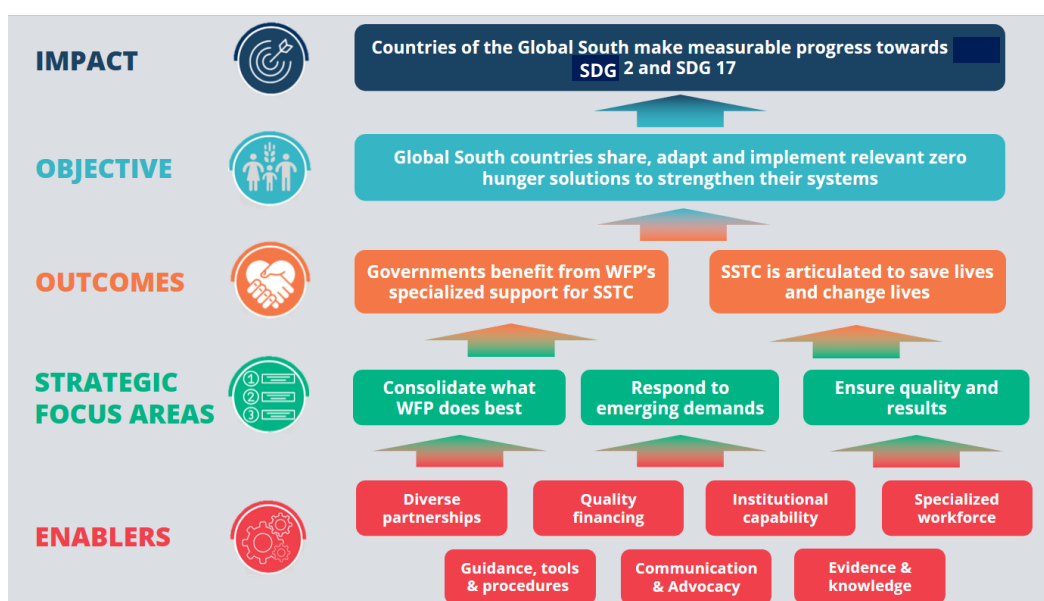 IMPACT
Countries of the Global South make measurable progress towards
SDG 2 and SDG 17
OBJECTIVE
Global South countries share, adapt and implement relevant zero
hunger solutions to strengthen their systems
OUTCOMES
Governments benefit from WFP's
specialized support for SSTC
SSTC is articulated to save lives
and change lives
STRATEGIC
FOCUS AREAS
1
2
3
Consolidate what
WFP does best
Respond to
emerging demands
Ensure quality and
results
ENABLERS
Diverse
partnerships
Quality
financing
Institutional
capability
Specialized
workforce
Guidance, tools
& procedures
Communication
& Advocacy
Evidence &
knowledge